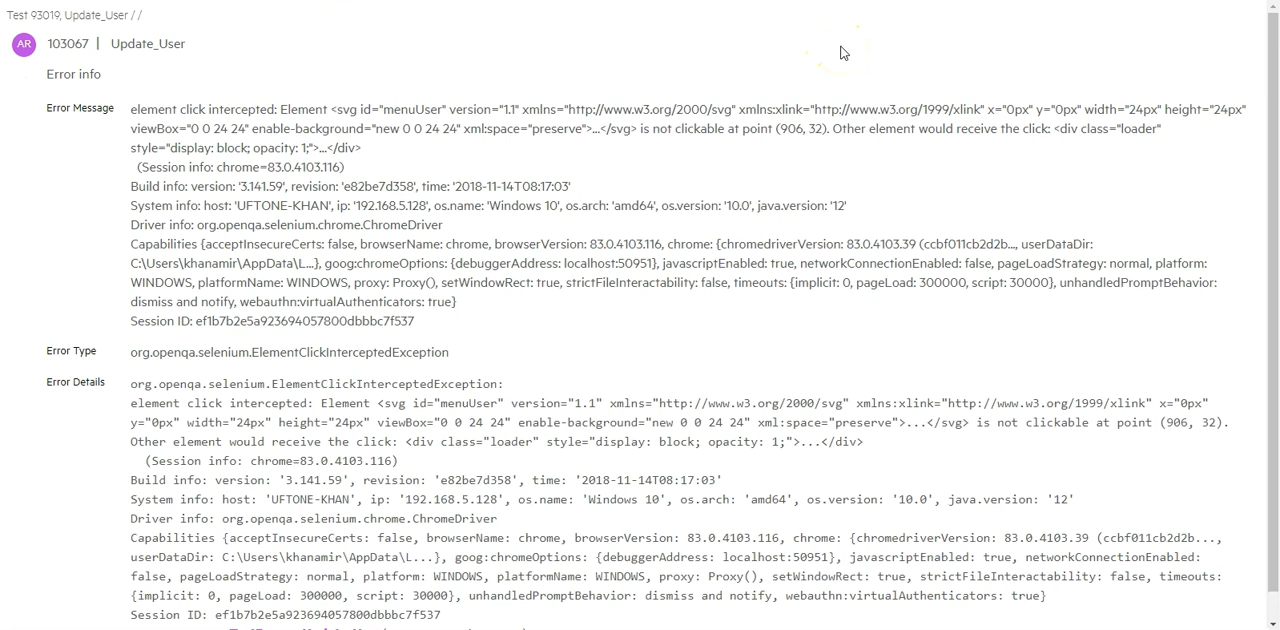 Test 93019, Update_User / /
AR 103067 | Update_User
Error info
Error Message element click intercepted: Element <svg id="menuUser" version="1.1" xmlns="http://www.w3.org/2000/svg" xmlns:xlink="http://www.w3.org/1999/xlink" x="0px" y="0px" width="24px" height="24px"
viewBox="0 0 24 24" enable-background="new 0 0 24 24" xml:space="preserve">...</svg> is not clickable at point (906, 32). Other element would receive the click: <div class="loader"
style="display: block; opacity: 1;">...</div>
(Session info: chrome=83.0.4103.116)
Build info: version: '3.141.59', revision: 'e82be7d358', time: '2018-11-14T08:17:03'
System info: host: 'UFTONE-KHAN', ip: '192.168.5.128', os.name: 'Windows 10', os.arch: 'amd64', os.version: '10.0', java.version: '12'
Driver info: org.openqa.selenium.chrome.ChromeDriver
Capabilities {acceptInsecureCerts: false, browserName: chrome, browserVersion: 83.0.4103.116, chrome: {chromedriverVersion: 83.0.4103.39 (ccbf011cb2d2b..., userDataDir:
C:\Users\khanamir\AppData\L...}, goog:chromeOptions: {debuggerAddress: localhost:50951}, javascriptEnabled: true, networkConnectionEnabled: false, pageLoadStrategy: normal, platform:
WINDOWS, platformName: WINDOWS, proxy: Proxy(), setWindowRect: true, strictFileInteractability: false, timeouts: {implicit: 0, pageLoad: 300000, script: 30000}, unhandledPromptBehavior:
dismiss and notify, webauthn:virtualAuthenticators: true}
Session ID: ef1b7b2e5a923694057800dbbbc7f537
Error Type org.openqa.selenium.ElementClickInterceptedException
Error Details org.openqa.selenium.ElementClickInterceptedException:
element click intercepted: Element <svg id="menuUser" version="1.1" xmlns="http://www.w3.org/2000/svg" xmlns:xlink="http://www.w3.org/1999/xlink" x="0px"
y="0px" width="24px" height="24px" viewBox="0 0 24 24" enable-background="new 0 0 24 24" xml:space="preserve">...</svg> is not clickable at point (906, 32).
Other element would receive the click: <div class="loader" style="display: block; opacity: 1;">...</div>
(Session info: chrome=83.0.4103.116)
Build info: version: '3.141.59', revision: 'e82be7d358', time: '2018-11-14T08:17:03'
System info: host: 'UFTONE-KHAN', ip: '192.168.5.128', os.name: 'Windows 10', os.arch: 'amd64', os.version: '10.0', java.version: '12'
Driver info: org.openqa.selenium.chrome.ChromeDriver
Capabilities {acceptInsecureCerts: false, browserName: chrome, browserVersion: 83.0.4103.116, chrome: {chromedriverVersion: 83.0.4103.39 (ccbf011cb2d2b...,
userDataDir: C:\Users\khanamir\AppData\L...}, goog:chromeOptions: {debuggerAddress: localhost:50951}, javascriptEnabled: true, networkConnectionEnabled:
false, pageLoadStrategy: normal, platform: WINDOWS, platformName: WINDOWS, proxy: Proxy(), setWindowRect: true, strictFileInteractability: false, timeouts:
{implicit: 0, pageLoad: 300000, script: 30000}, unhandledPromptBehavior: dismiss and notify, webauthn:virtualAuthenticators: true}
Session ID: ef1b7b2e5a923694057800dbbbc7f537